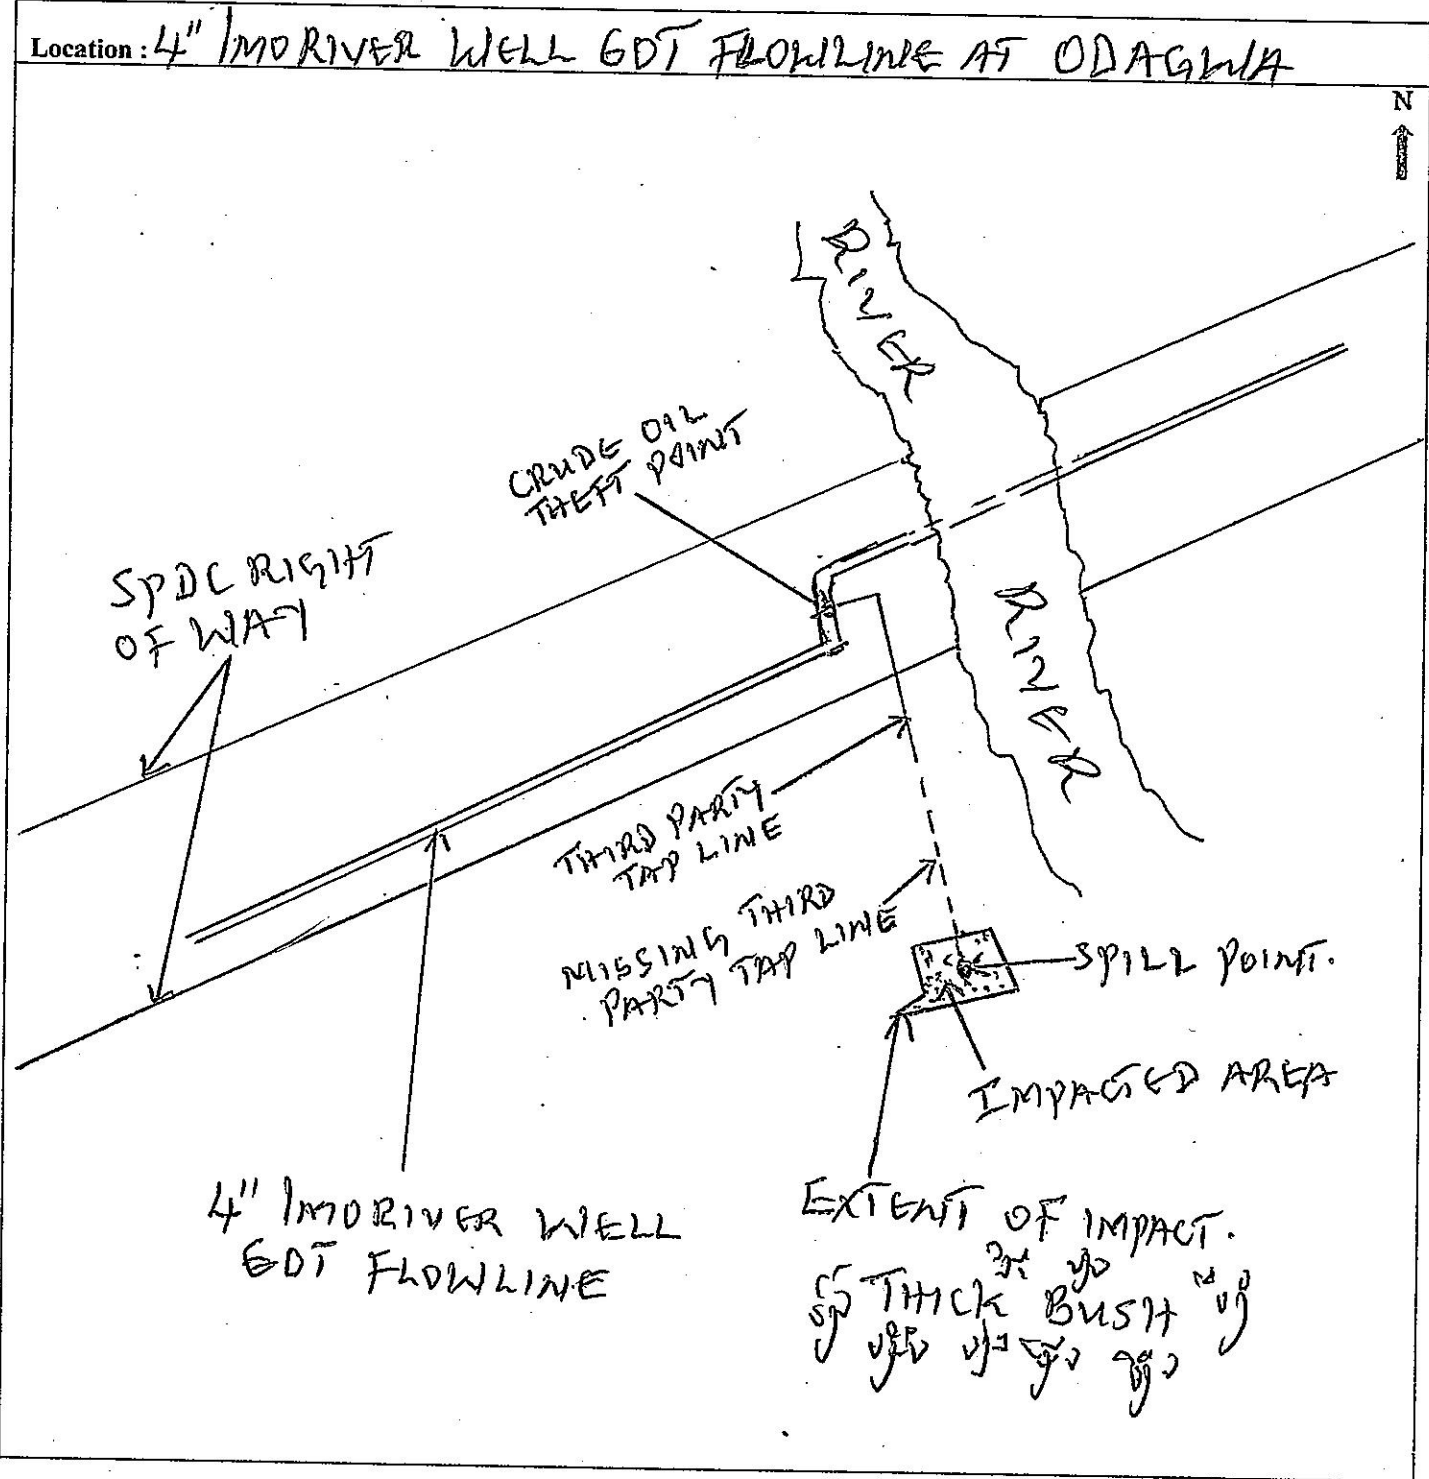 Location: 4" IMORIVER WELL 60T FLOWLINE AT ODAGWA
N
RIVER
CRUDE OIL
THEFT POINT
SPDC RIGHT
OF WAY
RIVER
THIRD PARTY
TAP LINE
MISSING THIRD
PARTY TAP LINE
SPILL POINT.
IMPACTED AREA
4" IMORIVER WELL
60T FLOWLINE
EXTENT OF IMPACT.
THICK BUSH